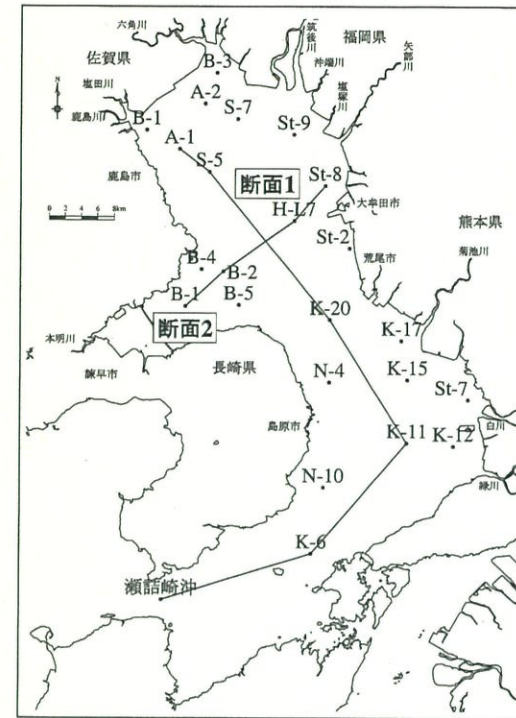 六角川
筑後川
福岡県
矢部川
佐賀県
沖端川
B-3
塩田川
塩塚川
N
A-2
S-7
鹿島川
B-1
St-9
A-1
S-5
断面1
St-8
鹿島市
大牟田市
0 2 4 6 8km
H-L7
熊本県
St-2
菊池川
荒尾市
B-4
B-2
B-1
B-5
K-20
断面2
K-17
本明川
長崎県
N-4
K-15
諫早市
St-7
島原市
白川
K-11
K-12
緑川
N-10
K-6
瀬詰崎沖